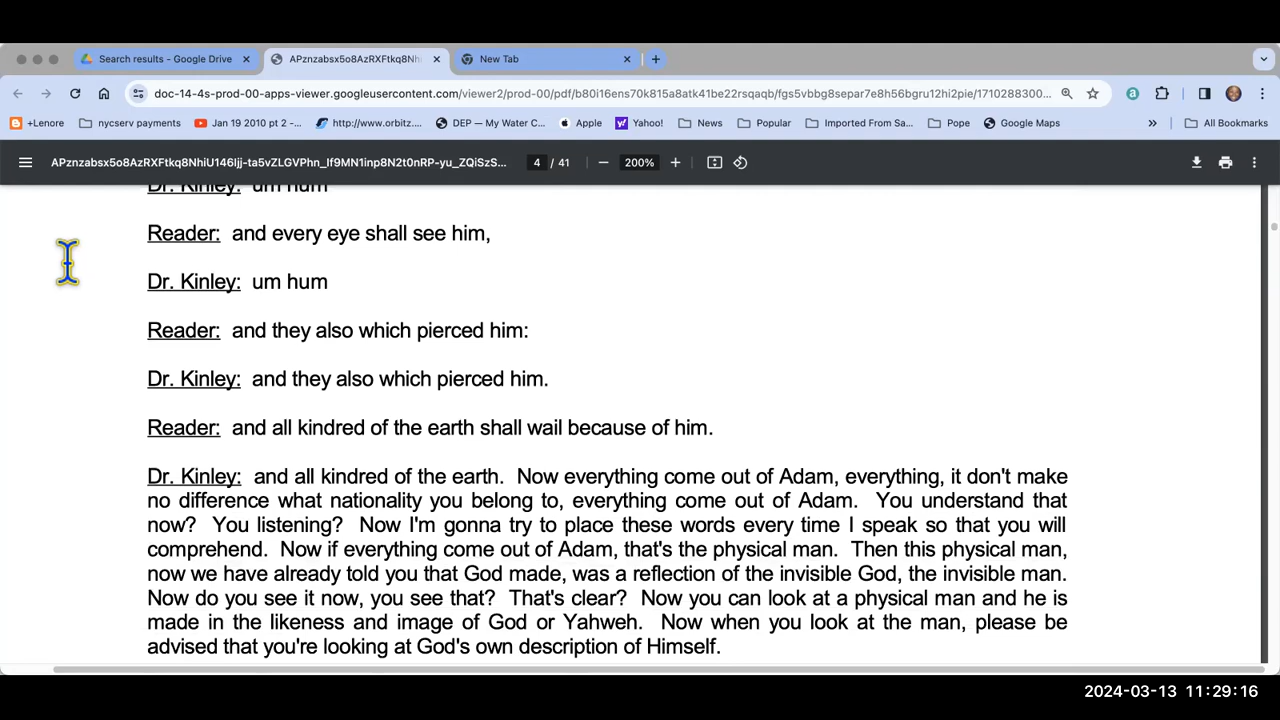 Search results - Google Drive
APznzabsx5o8AzRXFtkq8Nh
New Tab
doc-14-4s-prod-00-apps-viewer.googleusercontent.com/viewer2/prod-00/pdf/b80i16ens70k815a8atk41be22rsqaqb/fgs5vbbg8separ7e8h56bgru12hi2pie/1710288300...
+Lenore
nycserv payments
Jan 19 2010 pt 2 -...
http://www.orbitz....
DEP — My Water C...
Apple
Yahoo!
News
Popular
Imported From Sa...
Pope
Google Maps
All Bookmarks
APznzabsx5o8AzRXFtkq8NhiU146ljj-ta5vZLGVPhn_If9MN1inp8N2t0nRP-yu_ZQiSzS...
4 / 41
200%
Dr. Kinley: um hum
Reader: and every eye shall see him,
Dr. Kinley: um hum
Reader: and they also which pierced him:
Dr. Kinley: and they also which pierced him.
Reader: and all kindred of the earth shall wail because of him.
Dr. Kinley: and all kindred of the earth. Now everything come out of Adam, everything, it don't make
no difference what nationality you belong to, everything come out of Adam. You understand that
now? You listening? Now I'm gonna try to place these words every time I speak so that you will
comprehend. Now if everything come out of Adam, that's the physical man. Then this physical man,
now we have already told you that God made, was a reflection of the invisible God, the invisible man.
Now do you see it now, you see that? That's clear? Now you can look at a physical man and he is
made in the likeness and image of God or Yahweh. Now when you look at the man, please be
advised that you're looking at God's own description of Himself.
2024-03-13 11:29:16